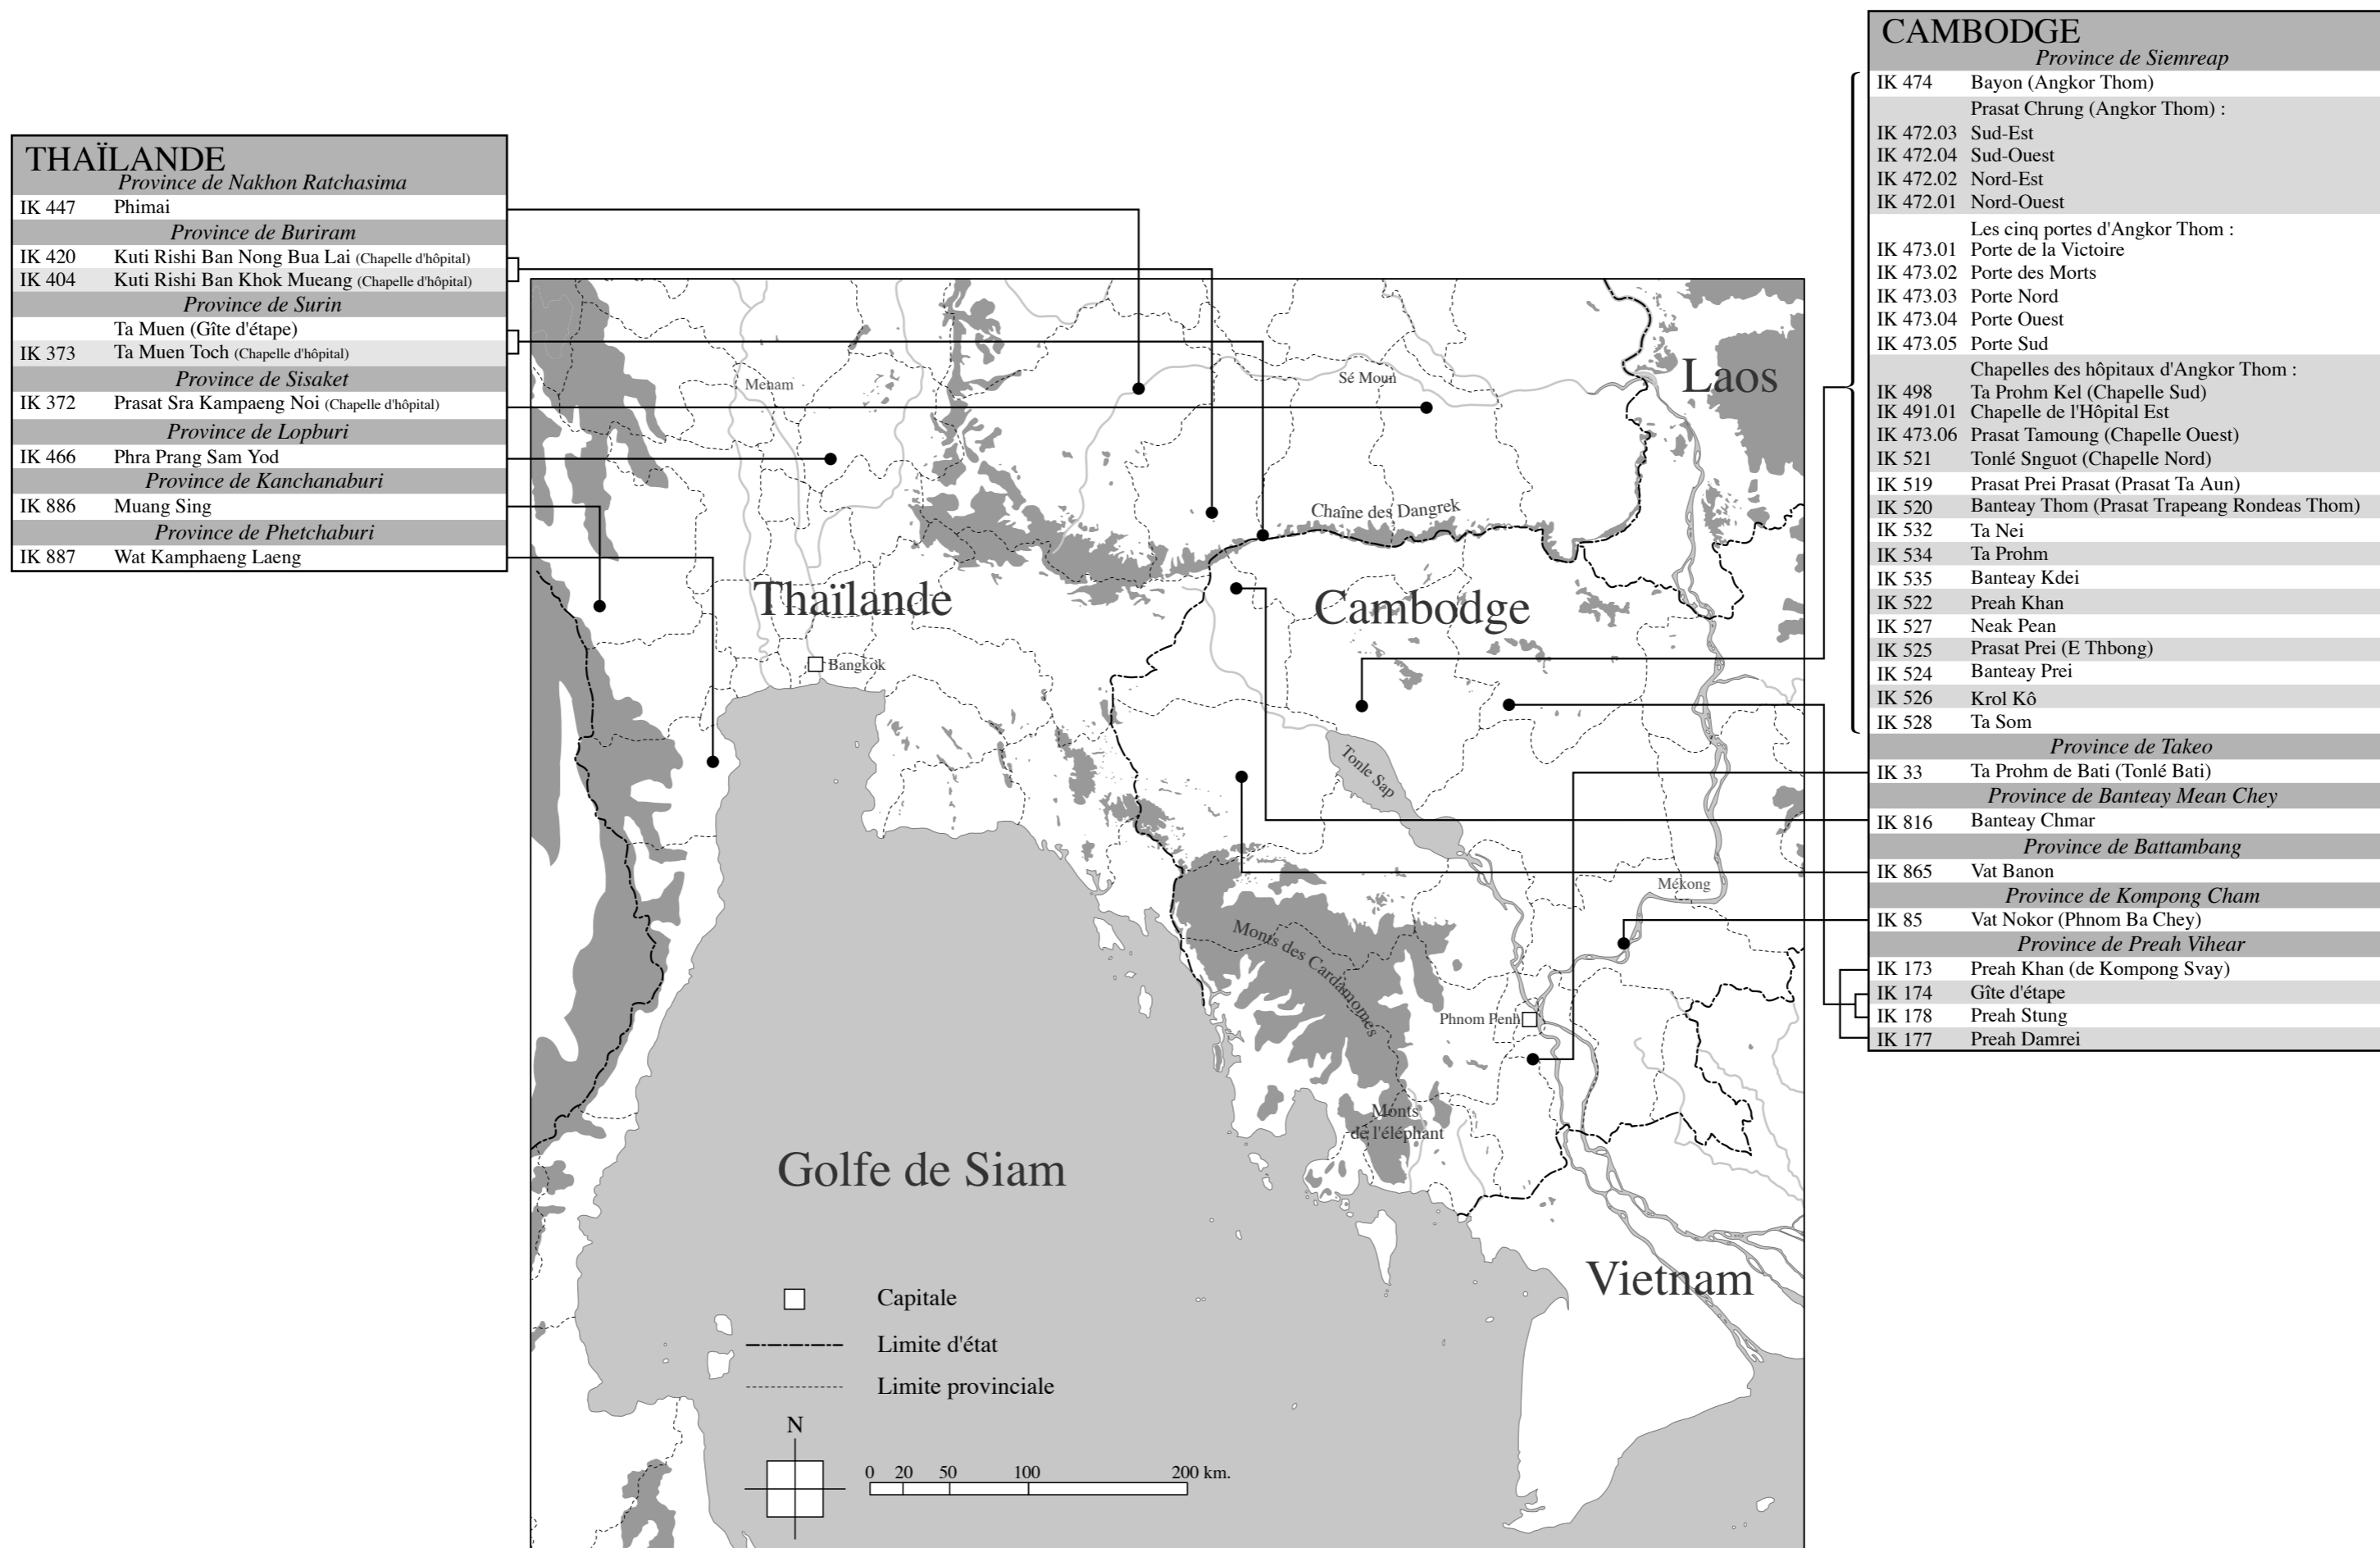 THAÏLANDE
Province de Nakhon Ratchasima
IK 447 Phimai
Province de Buriram
IK 420 Kuti Rishi Ban Nong Bua Lai (Chapelle d'hôpital)
IK 404 Kuti Rishi Ban Khok Mueang (Chapelle d'hôpital)
Province de Surin
Ta Muen (Gîte d'étape)
IK 373 Ta Muen Toch (Chapelle d'hôpital)
Province de Sisaket
IK 372 Prasat Sra Kampaeng Noi (Chapelle d'hôpital)
Province de Lopburi
IK 466 Phra Prang Sam Yod
Province de Kanchanaburi
IK 886 Muang Sing
Province de Phetchaburi
IK 887 Wat Kamphaeng Laeng
Menam
Sé Moun
Laos
Chaîne des Dangrek
Thaïlande
Cambodge
Bangkok
Tonle Sap
Mékong
Monts des Cardamomes
Phnom Penh
Monts
de l'éléphant
Golfe de Siam
Vietnam
Capitale
Limite d'état
Limite provinciale
N
0 20 50 100 200 km.
CAMBODGE
Province de Siemreap
IK 474 Bayon (Angkor Thom)
Prasat Chrung (Angkor Thom) :
IK 472.03 Sud-Est
IK 472.04 Sud-Ouest
IK 472.02 Nord-Est
IK 472.01 Nord-Ouest
Les cinq portes d'Angkor Thom :
IK 473.01 Porte de la Victoire
IK 473.02 Porte des Morts
IK 473.03 Porte Nord
IK 473.04 Porte Ouest
IK 473.05 Porte Sud
Chapelles des hôpitaux d'Angkor Thom :
IK 498 Ta Prohm Kel (Chapelle Sud)
IK 491.01 Chapelle de l'Hôpital Est
IK 473.06 Prasat Tamoung (Chapelle Ouest)
IK 521 Tonlé Snguot (Chapelle Nord)
IK 519 Prasat Prei Prasat (Prasat Ta Aun)
IK 520 Banteay Thom (Prasat Trapeang Rondeas Thom)
IK 532 Ta Nei
IK 534 Ta Prohm
IK 535 Banteay Kdei
IK 522 Preah Khan
IK 527 Neak Pean
IK 525 Prasat Prei (E Thbong)
IK 524 Banteay Prei
IK 526 Krol Kô
IK 528 Ta Som
Province de Takeo
IK 33 Ta Prohm de Bati (Tonlé Bati)
Province de Banteay Mean Chey
IK 816 Banteay Chmar
Province de Battambang
IK 865 Vat Banon
Province de Kompong Cham
IK 85 Vat Nokor (Phnom Ba Chey)
Province de Preah Vihear
IK 173 Preah Khan (de Kompong Svay)
IK 174 Gîte d'étape
IK 178 Preah Stung
IK 177 Preah Damrei